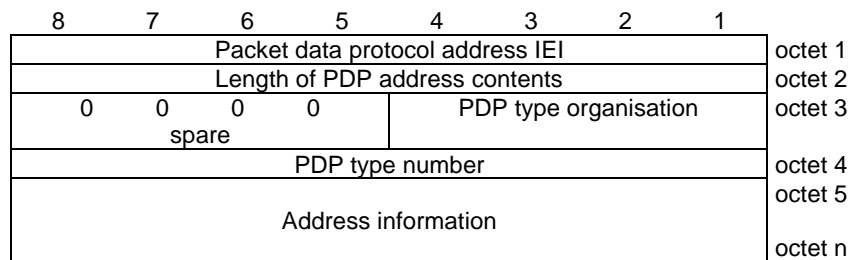 8 7 6 5 4 3 2 1
Packet data protocol address IEI octet 1
Length of PDP address contents octet 2
0 0 0 0 PDP type organisation octet 3
spare
PDP type number octet 4
octet 5
Address information
octet n